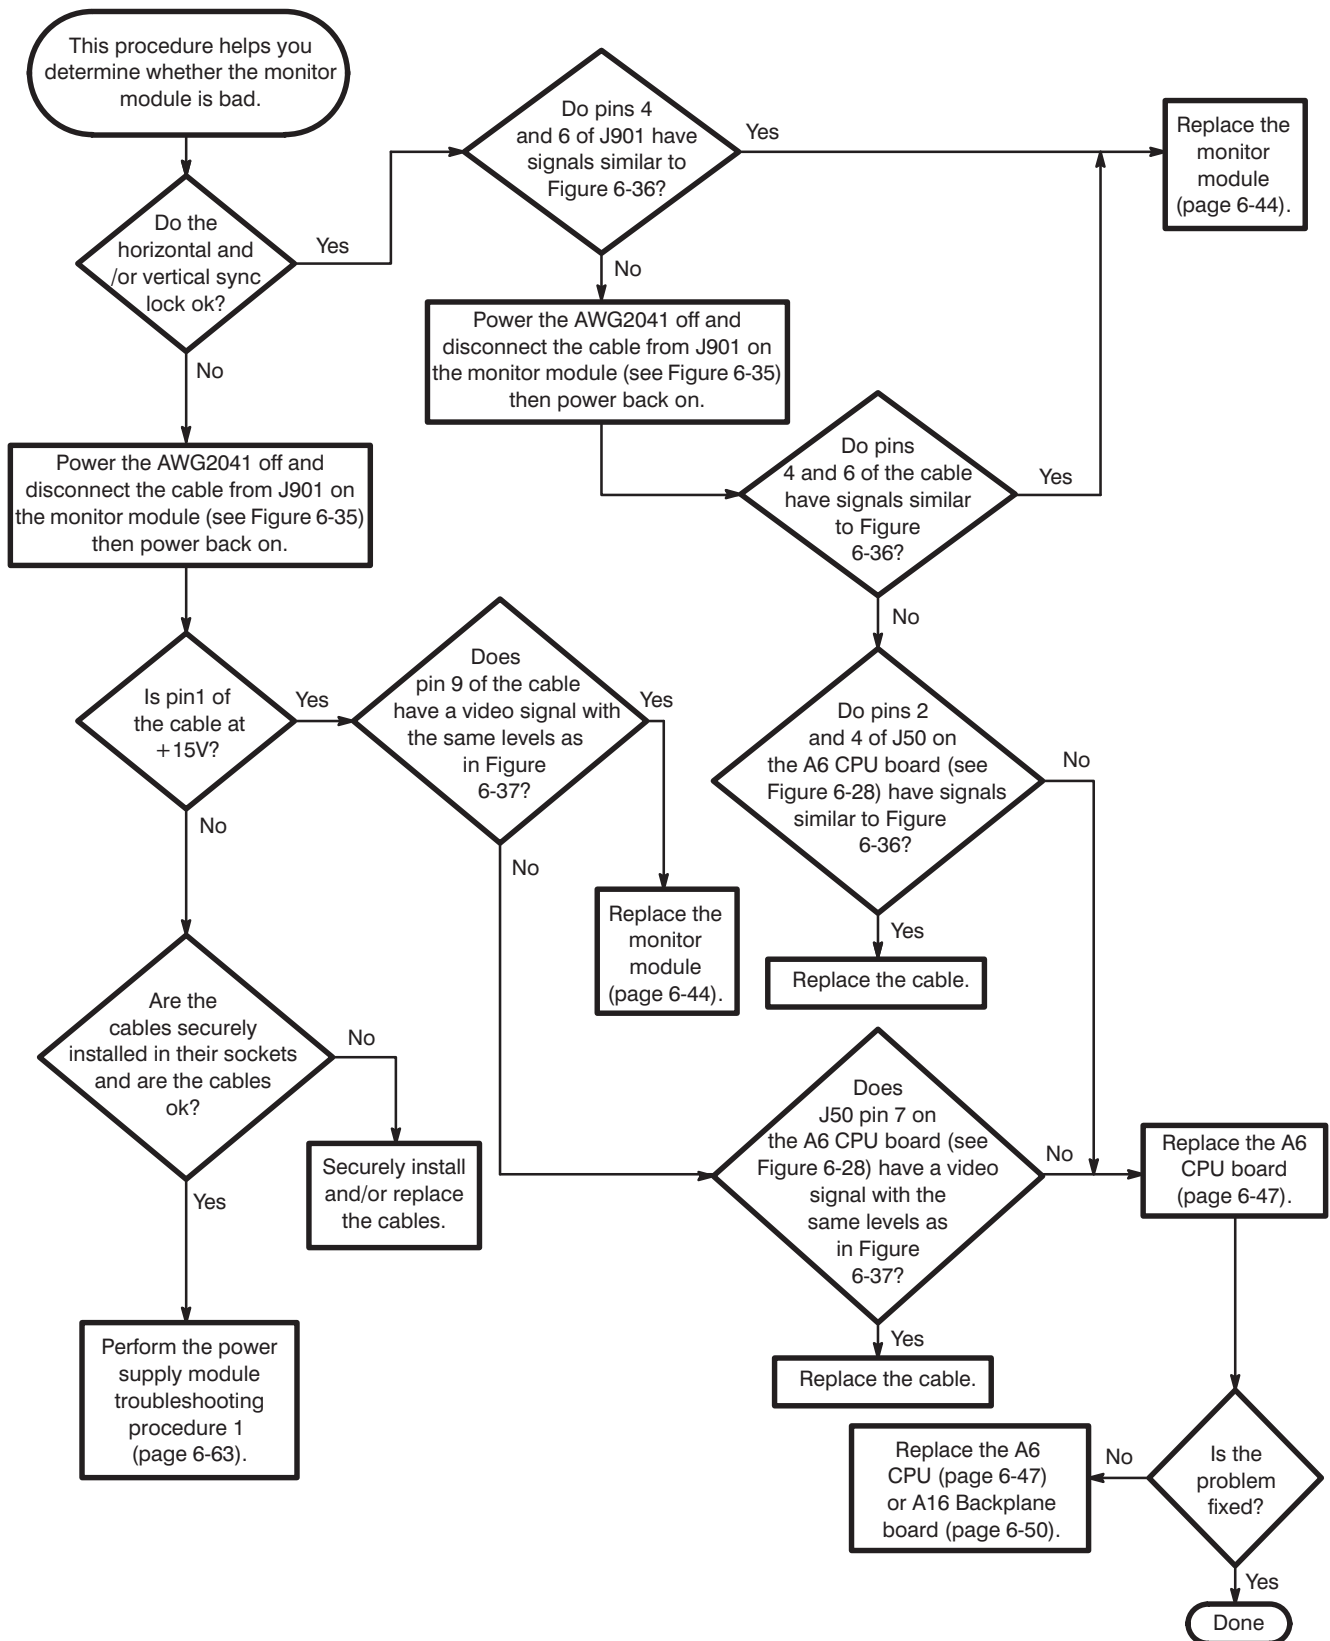 This procedure helps you
determine whether the monitor
module is bad.
Do the
horizontal and
/or vertical sync
lock ok?
Yes
No
Do pins 4
and 6 of J901 have
signals similar to
Figure 6-36?
Yes
No
Replace the
monitor
module
(page 6-44).
Power the AWG2041 off and
disconnect the cable from J901 on
the monitor module (see Figure 6-35)
then power back on.
Do pins
4 and 6 of the cable
have signals similar
to Figure
6-36?
Yes
No
Power the AWG2041 off and
disconnect the cable from J901 on
the monitor module (see Figure 6-35)
then power back on.
Is pin1 of
the cable at
+15V?
Yes
No
Does
pin 9 of the cable
have a video signal with
the same levels as
in Figure
6-37?
Yes
No
Replace the
monitor
module
(page 6-44).
Do pins 2
and 4 of J50 on
the A6 CPU board (see
Figure 6-28) have signals
similar to Figure
6-36?
No
Yes
Replace the cable.
Are the
cables securely
installed in their sockets
and are the cables
ok?
No
Yes
Securely install
and/or replace
the cables.
Perform the power
supply module
troubleshooting
procedure 1
(page 6-63).
Does
J50 pin 7 on
the A6 CPU board (see
Figure 6-28) have a video
signal with the
same levels as
in Figure
6-37?
No
Yes
Replace the cable.
Replace the A6
CPU board
(page 6-47).
Is the
problem
fixed?
No
Yes
Replace the A6
CPU (page 6-47)
or A16 Backplane
board (page 6-50).
Done